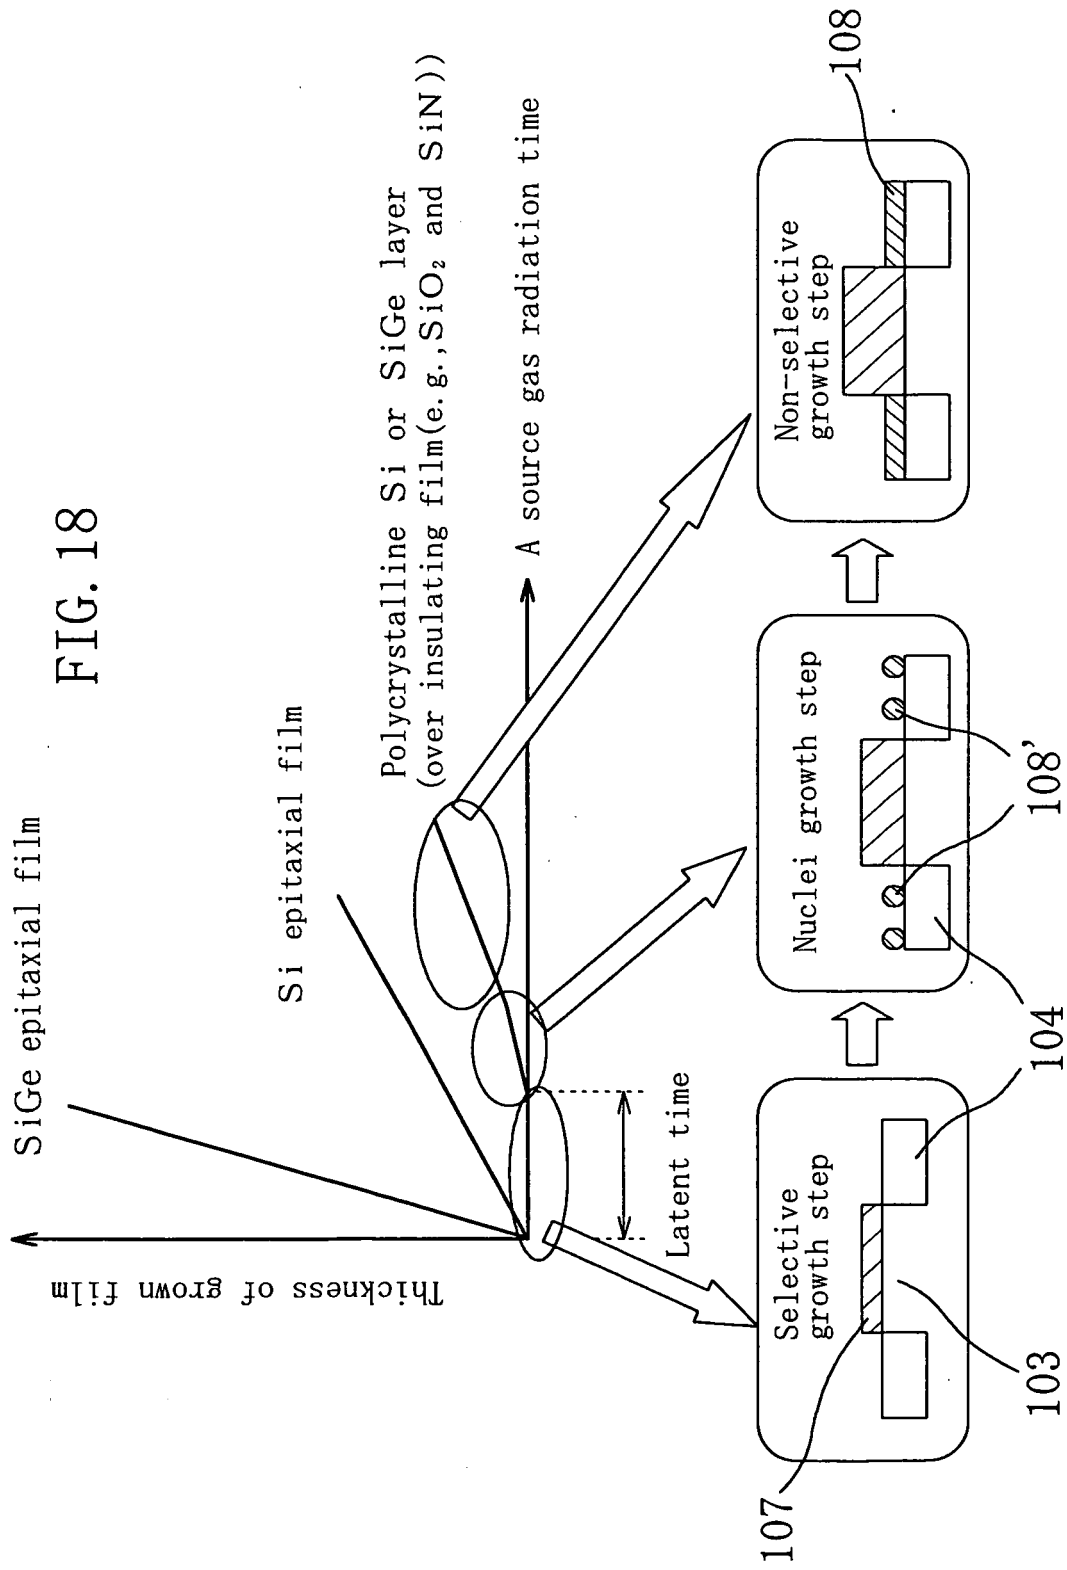 FIG. 18
SiGe epitaxial film
Si epitaxial film
Polycrystalline Si or SiGe layer
(over insulating film(e.g.,SiO₂ and SiN))
Thickness of grown film
A source gas radiation time
Latent time
Selective
growth step
Nuclei growth step
Non-selective
growth step
107
103
104
108'
108